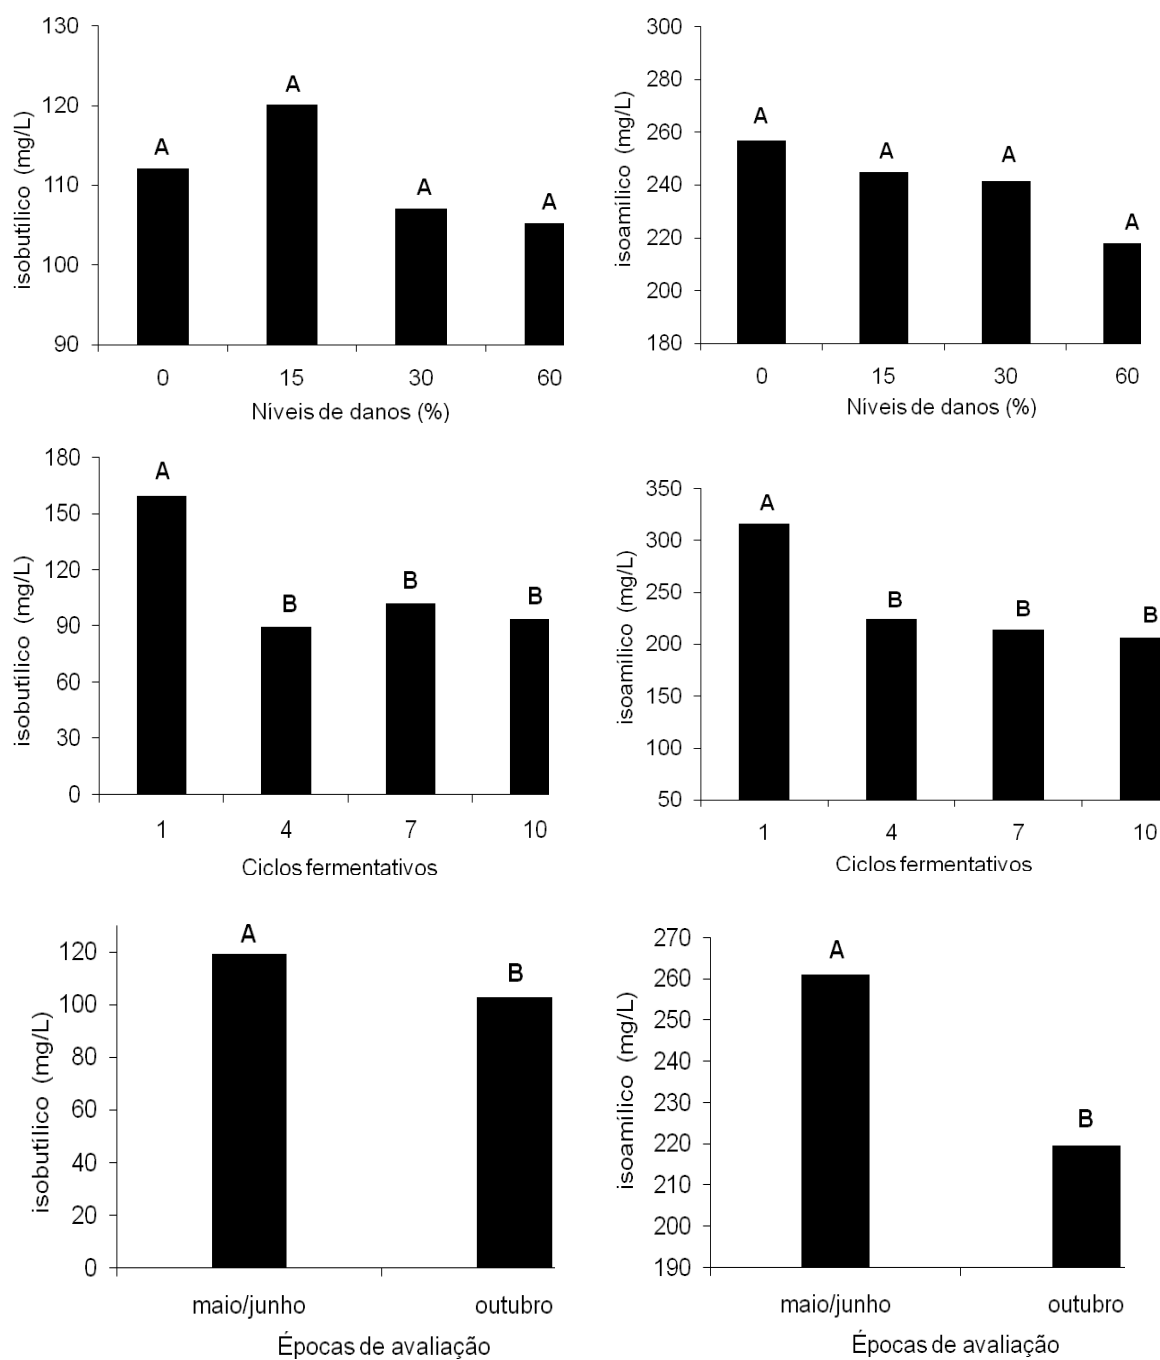 isobutílico (mg/L)
130
120
110
100
90
A
A
A
A
0 15 30 60
Níveis de danos (%)
isoamílico (mg/L)
300
280
260
240
220
200
180
A
A
A
A
0 15 30 60
Níveis de danos (%)
isobutílico (mg/L)
180
150
120
90
60
30
0
A
B
B
B
1 4 7 10
Ciclos fermentativos
isoamílico (mg/L)
350
300
250
200
150
100
50
A
B
B
B
1 4 7 10
Ciclos fermentativos
isobutílico (mg/L)
120
100
80
60
40
20
0
A
B
maio/junho outubro
Épocas de avaliação
isoamílico (mg/L)
270
260
250
240
230
220
210
200
190
A
B
maio/junho outubro
Épocas de avaliação